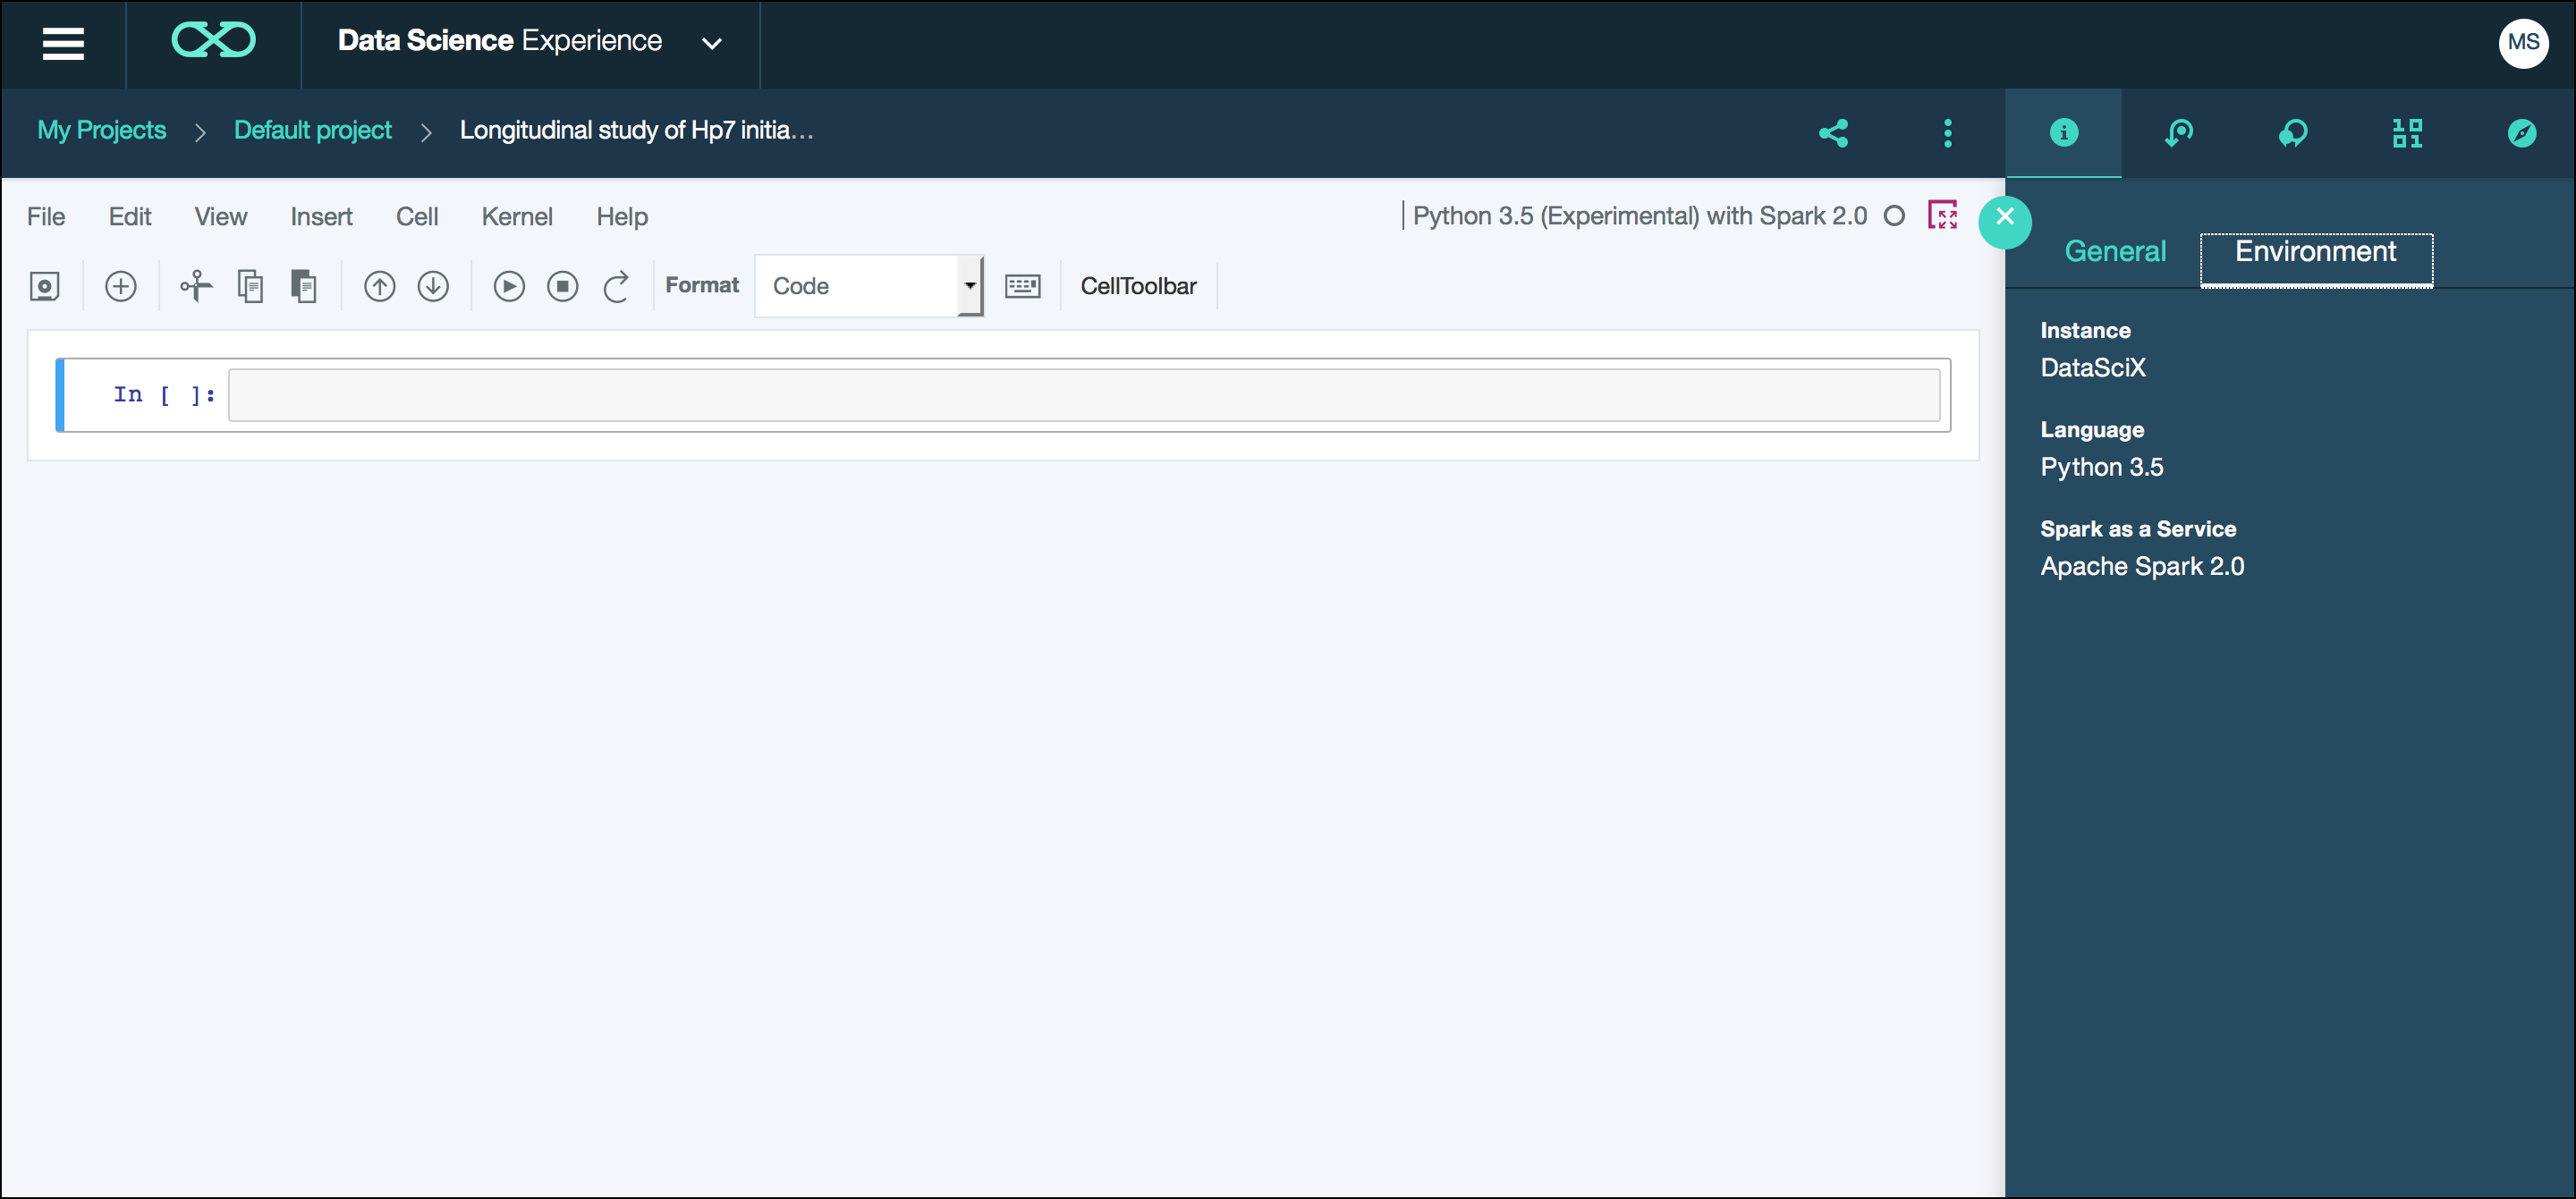 Data Science Experience
MS
My Projects > Default project > Longitudinal study of Hp7 initia...
File Edit View Insert Cell Kernel Help
Python 3.5 (Experimental) with Spark 2.0
Format Code CellToolbar
In [ ]:
General Environment
Instance
DataSciX
Language
Python 3.5
Spark as a Service
Apache Spark 2.0